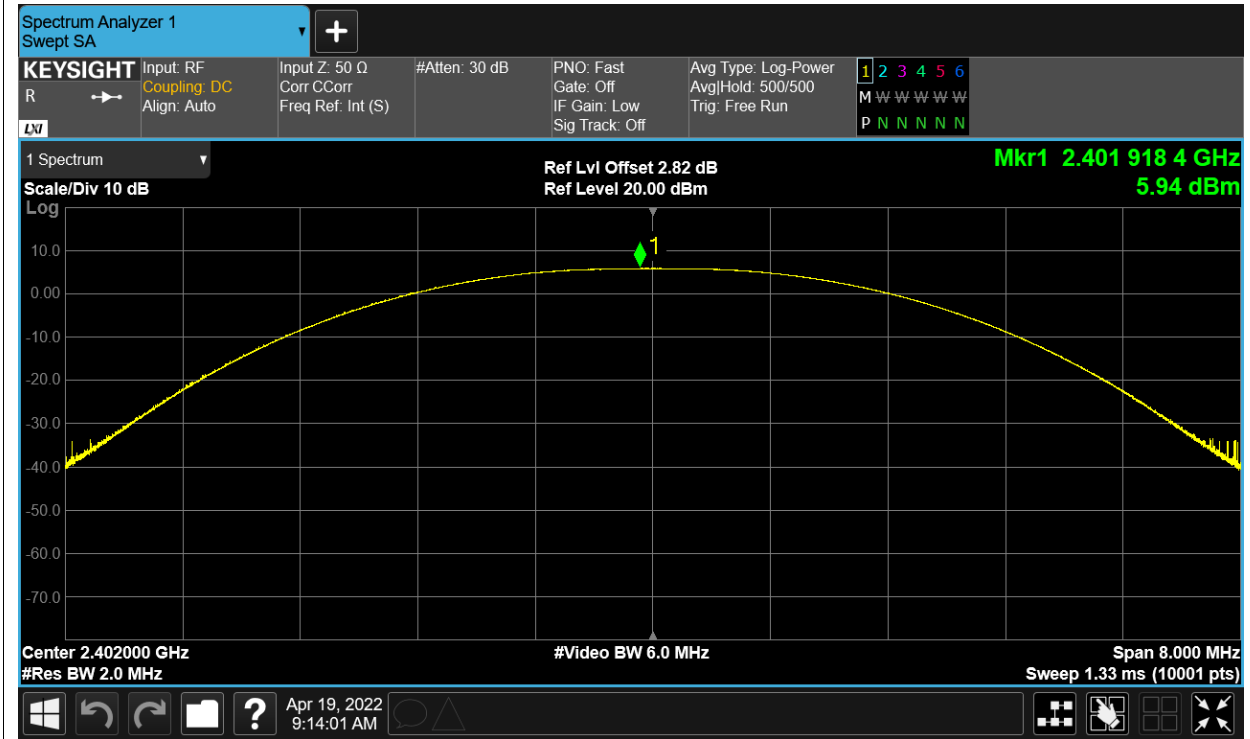 Spectrum Analyzer 1
Swept SA
KEYSIGHT
R
LXI
Input: RF
Coupling: DC
Align: Auto
Input Z: 50 Ω
Corr CCorr
Freq Ref: Int (S)
#Atten: 30 dB
PNO: Fast
Gate: Off
IF Gain: Low
Sig Track: Off
Avg Type: Log-Power
Avg|Hold: 500/500
Trig: Free Run
1 2 3 4 5 6
M W W W W W
P N N N N N
1 Spectrum
Scale/Div 10 dB
Log
Ref Lvl Offset 2.82 dB
Ref Level 20.00 dBm
Mkr1 2.401 918 4 GHz
5.94 dBm
1
10.0
0.00
-10.0
-20.0
-30.0
-40.0
-50.0
-60.0
-70.0
Center 2.402000 GHz
#Video BW 6.0 MHz
Span 8.000 MHz
#Res BW 2.0 MHz
Sweep 1.33 ms (10001 pts)
?
Apr 19, 2022
9:14:01 AM